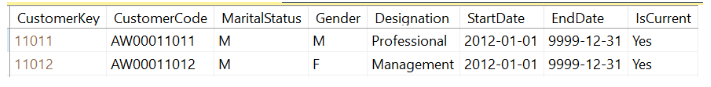 CustomerKey CustomerCode MaritalStatus Gender Designation StartDate EndDate IsCurrent
11011 AW00011011 M M Professional 2012-01-01 9999-12-31 Yes
11012 AW00011012 M F Management 2012-01-01 9999-12-31 Yes